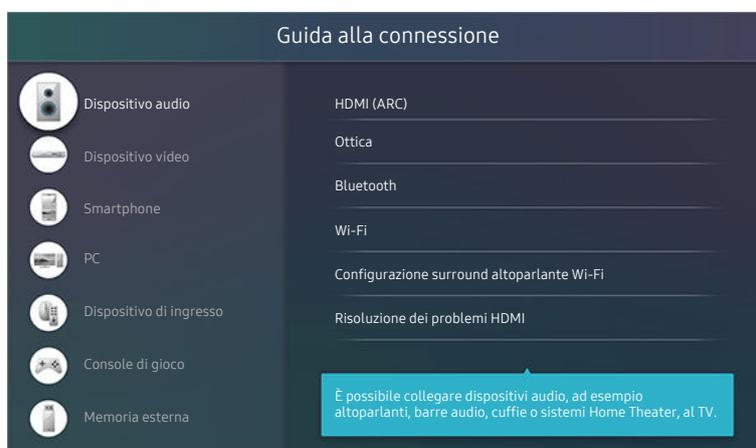 Guida alla connessione
Dispositivo audio
Dispositivo video
Smartphone
PC
Dispositivo di ingresso
Console di gioco
Memoria esterna
HDMI (ARC)
Ottica
Bluetooth
Wi-Fi
Configurazione surround altoparlante Wi-Fi
Risoluzione dei problemi HDMI
È possibile collegare dispositivi audio, ad esempio
altoparlanti, barre audio, cuffie o sistemi Home Theater, al TV.